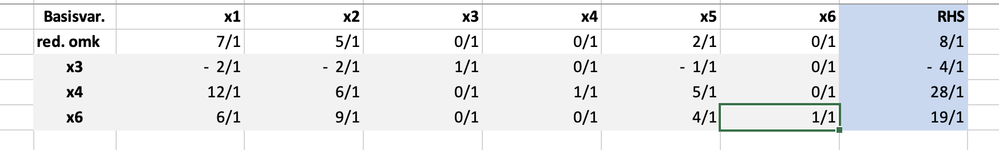 Basisvar. x1 x2 x3 x4 x5 x6 RHS
red. omk 7/1 5/1 0/1 0/1 2/1 0/1 8/1
x3 - 2/1 - 2/1 1/1 0/1 - 1/1 0/1 - 4/1
x4 12/1 6/1 0/1 1/1 5/1 0/1 28/1
x6 6/1 9/1 0/1 0/1 4/1 1/1 19/1